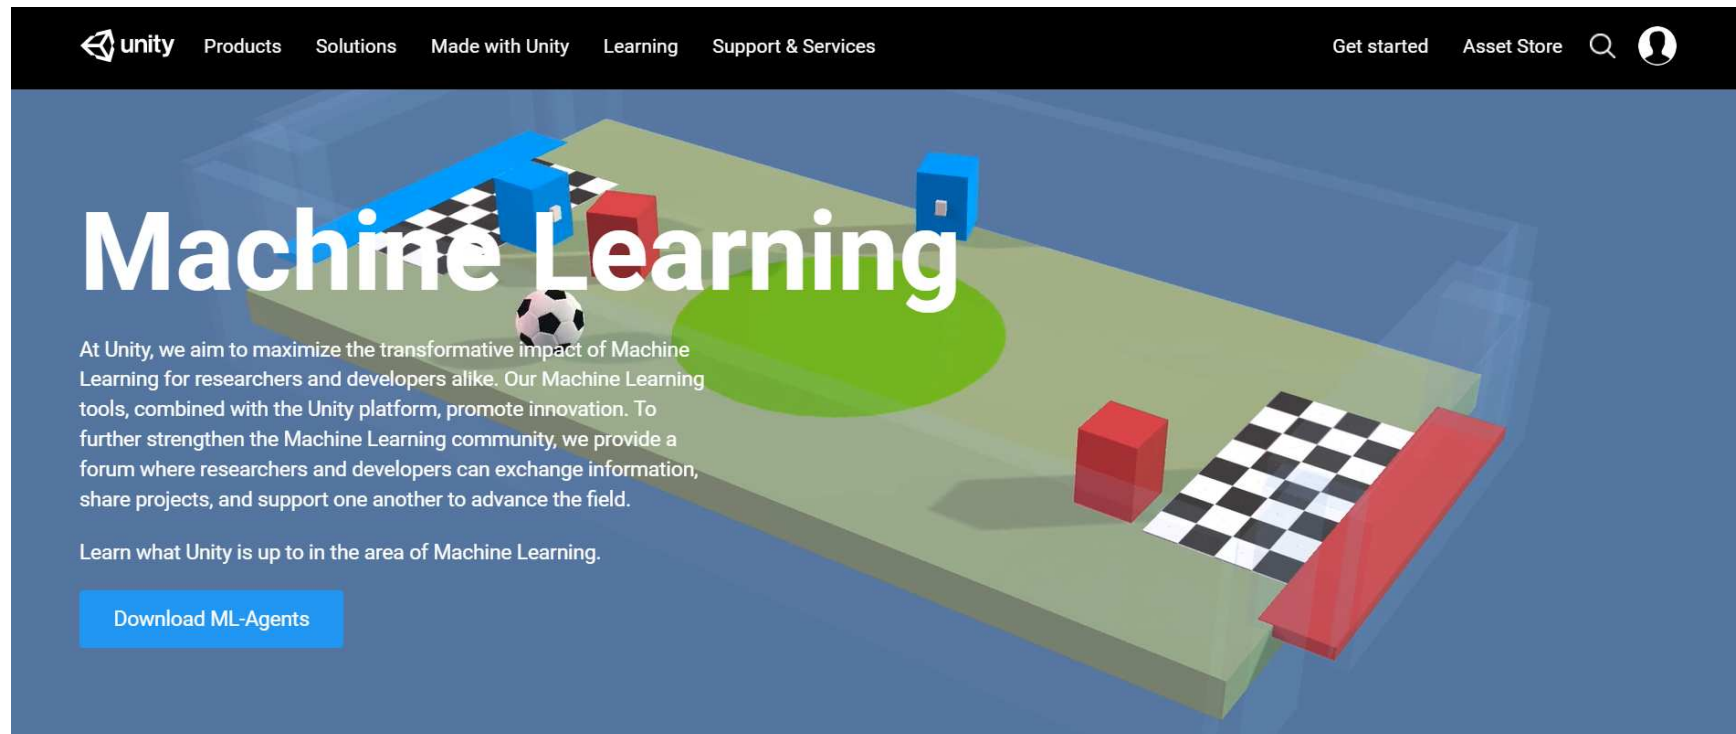 unity Products Solutions Made with Unity Learning Support & Services Get started Asset Store
Machine Learning
At Unity, we aim to maximize the transformative impact of Machine
Learning for researchers and developers alike. Our Machine Learning
tools, combined with the Unity platform, promote innovation. To
further strengthen the Machine Learning community, we provide a
forum where researchers and developers can exchange information,
share projects, and support one another to advance the field.
Learn what Unity is up to in the area of Machine Learning.
Download ML-Agents